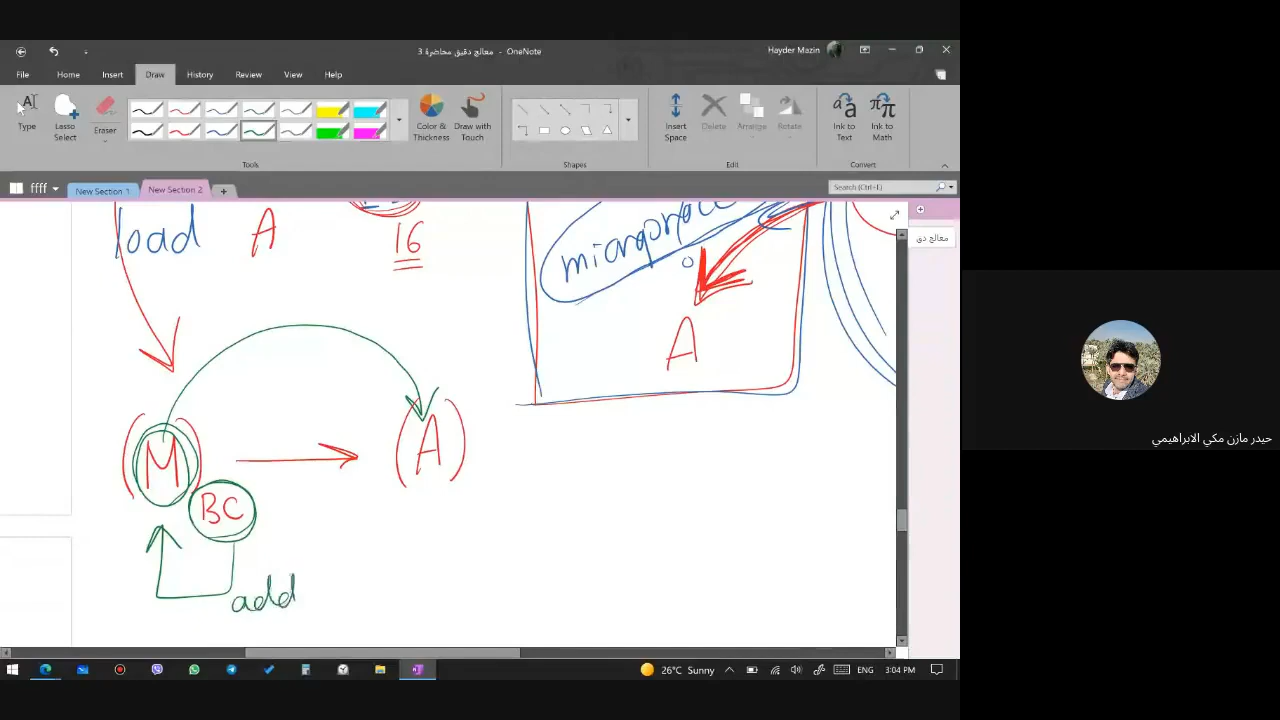 معالج دقيق محاضرة 3 - OneNote
Hayder Mazin
File Home Insert Draw History Review View Help
Type
Lasso Select
Eraser
Color & Thickness
Draw with Touch
Insert Space
Delete
Arrange
Rotate
Ink to Text
Ink to Math
Tools
Shapes
Edit
Convert
ffff
New Section 1
New Section 2
Search (Ctrl+E)
معالج دق
load A
16
A
(M)
BC
(A)
add
حيدر مازن مكي الابراهيمي
26°C Sunny
ENG
3:04 PM